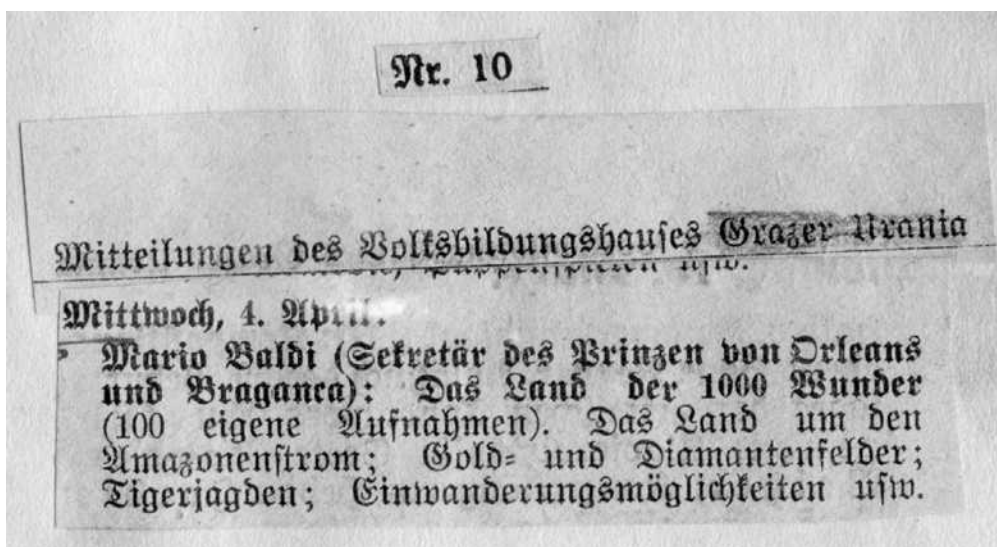 Nr. 10
Mitteilungen des Volksbildungshauses Grazer Urania
usw.
Mittwoch, 4. April.
Mario Baldi (Sekretär des Prinzen von Orleans
und Braganca): Das Land der 1000 Wunder
(100 eigene Aufnahmen). Das Land um den
Amazonenstrom; Gold- und Diamantenfelder;
Tigerjagden; Einwanderungsmöglichkeiten usw.